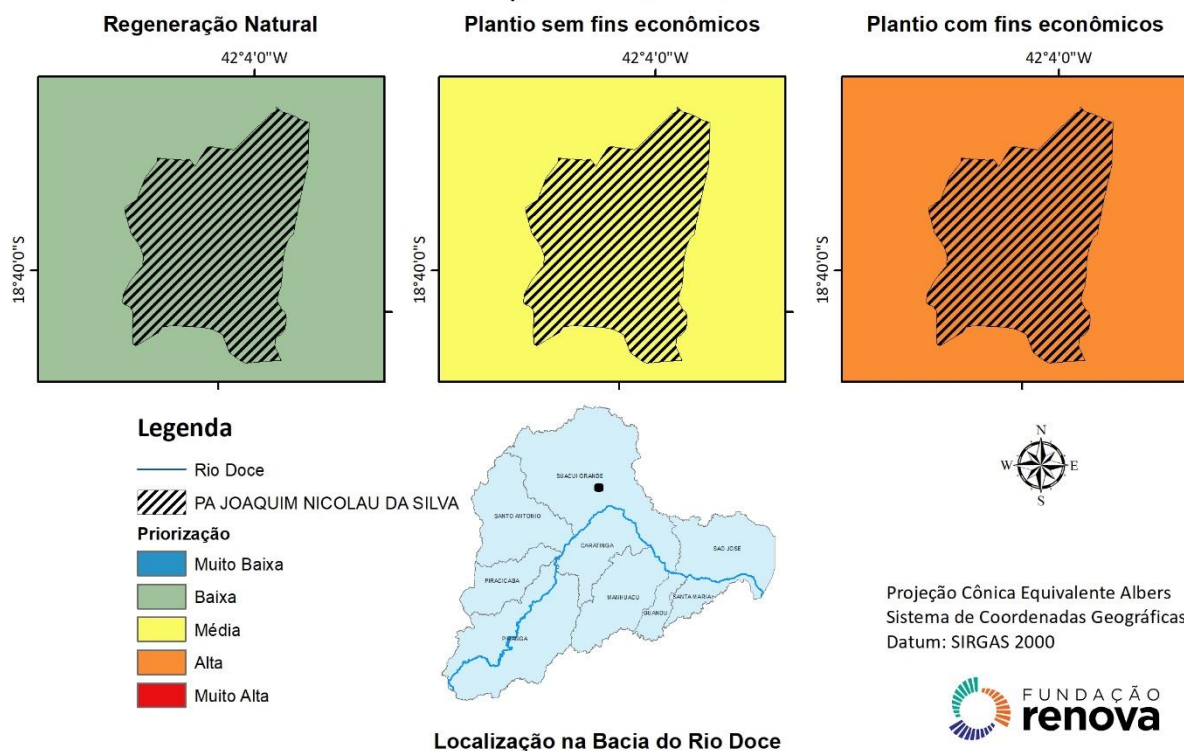 Regeneração Natural
Plantio sem fins econômicos
Plantio com fins econômicos
42°4'0"W
42°4'0"W
42°4'0"W
18°40'0"S
18°40'0"S
18°40'0"S
Legenda
Rio Doce
PA JOAQUIM NICOLAU DA SILVA
Priorização
Muito Baixa
Baixa
Média
Alta
Muito Alta
SUACUI GRANDE
SANTO ANTONIO
CARATINGA
SAO JOSE
PIRACICABA
MANHUACU
SANTA MARIA
GUANDU
PIRANGA
Localização na Bacia do Rio Doce
N
W
E
S
Projeção Cônica Equivalente Albers
Sistema de Coordenadas Geográficas
Datum: SIRGAS 2000
FUNDAÇÃO
renova